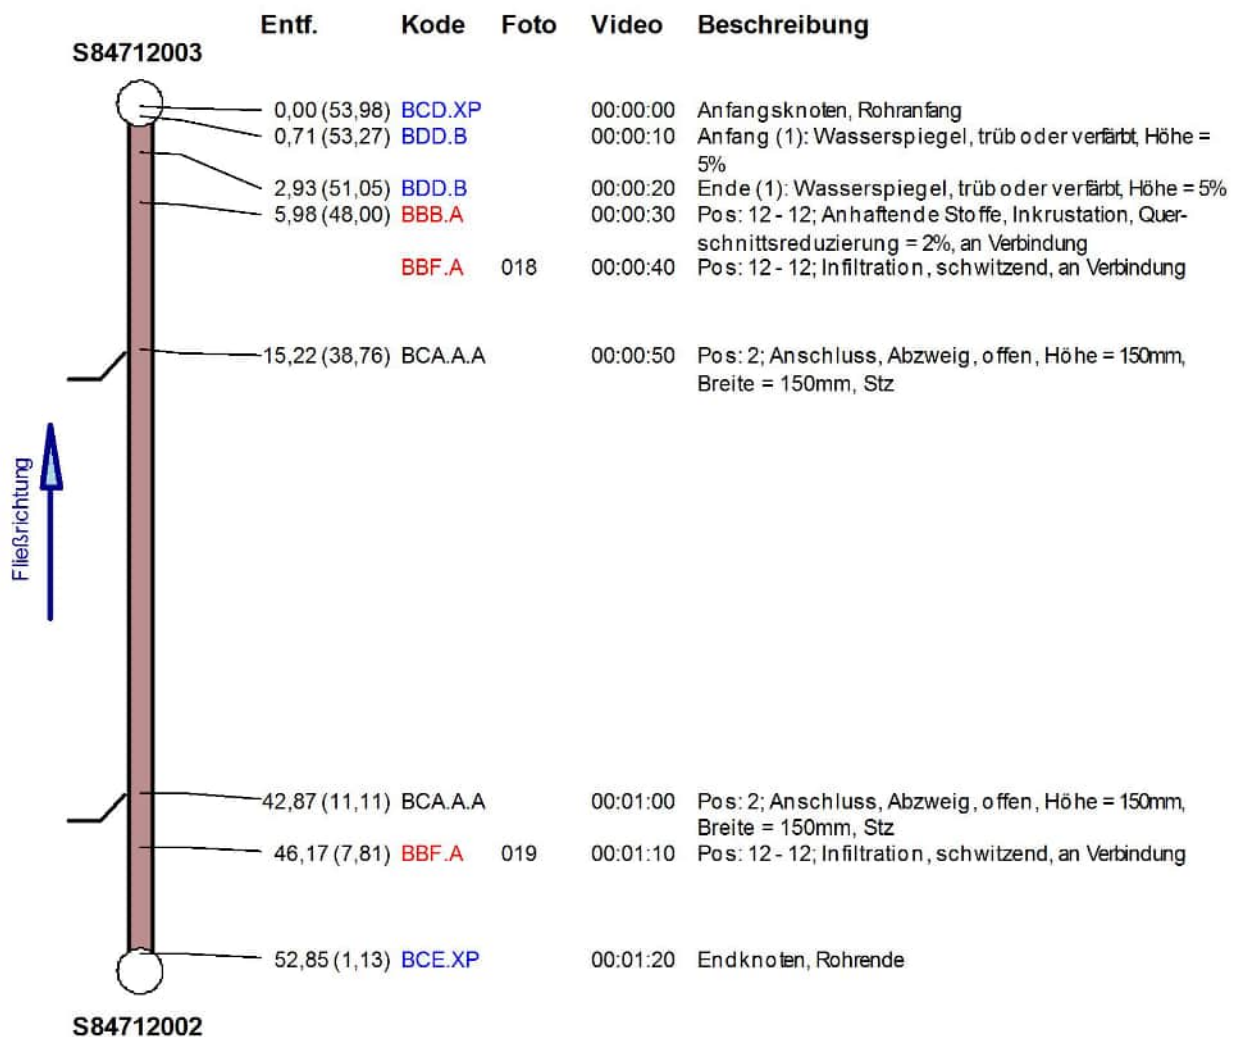 Entf. Kode Foto Video Beschreibung
S84712003
0,00 (53,98) BCD.XP 00:00:00 Anfangsknoten, Rohranfang
0,71 (53,27) BDD.B 00:00:10 Anfang (1): Wasserspiegel, trüb oder verfärbt, Höhe =
5%
2,93 (51,05) BDD.B 00:00:20 Ende (1): Wasserspiegel, trüb oder verfärbt, Höhe = 5%
5,98 (48,00) BBB.A 00:00:30 Pos: 12 - 12; Anhaftende Stoffe, Inkrustation, Quer-
schnittsreduzierung = 2%, an Verbindung
BBF.A 018 00:00:40 Pos: 12 - 12; Infiltration, schwitzend, an Verbindung
15,22 (38,76) BCA.A.A 00:00:50 Pos: 2; Anschluss, Abzweig, offen, Höhe = 150mm,
Breite = 150mm, Stz
Fließrichtung
42,87 (11,11) BCA.A.A 00:01:00 Pos: 2; Anschluss, Abzweig, offen, Höhe = 150mm,
Breite = 150mm, Stz
46,17 (7,81) BBF.A 019 00:01:10 Pos: 12 - 12; Infiltration, schwitzend, an Verbindung
52,85 (1,13) BCE.XP 00:01:20 Endknoten, Rohrende
S84712002